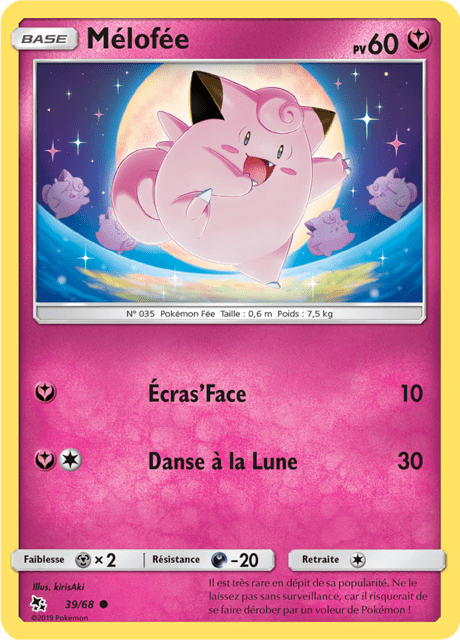 BASE Mélofée PV60
N° 035 Pokémon Fée Taille : 0,6 m Poids : 7,5 kg
Écras'Face 10
Danse à la Lune 30
Faiblesse ×2 Résistance -20 Retraite
Illus. kirisAki
39/68
©2019 Pokémon
Il est très rare en dépit de sa popularité. Ne le
laissez pas sans surveillance, car il risquerait de
se faire dérober par un voleur de Pokémon !